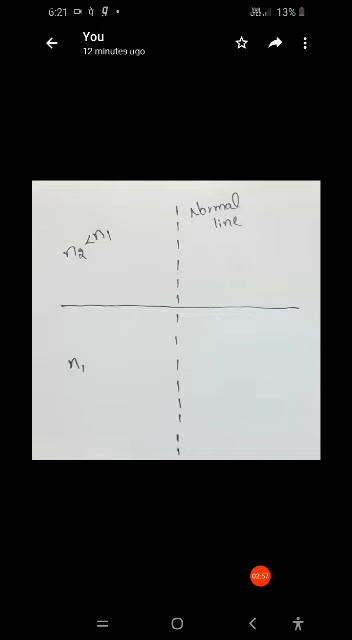 6:21
13%
You
12 minutes ago
Normal
line
n₂ < n₁
n₁
02:57